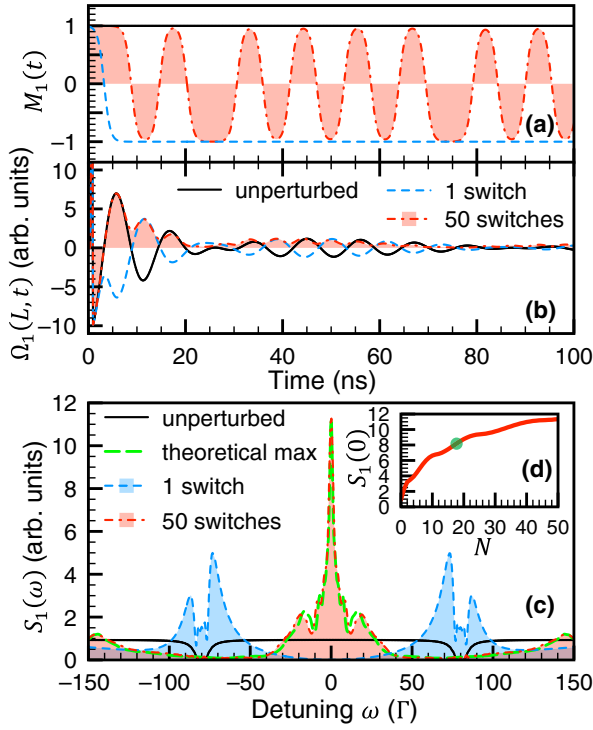 M₁(t)
1
0
−1
(a)
Ω₁(L, t) (arb. units)
10
5
0
−5
−10
unperturbed
1 switch
50 switches
(b)
0 20 40 60 80 100
Time (ns)
S₁(ω) (arb. units)
12
10
8
6
4
2
0
unperturbed
theoretical max
1 switch
50 switches
S₁(0)
12
10
8
6
4
2
0
(d)
0 10 20 30 40 50
N
(c)
−150 −100 −50 0 50 100 150
Detuning ω (Γ)